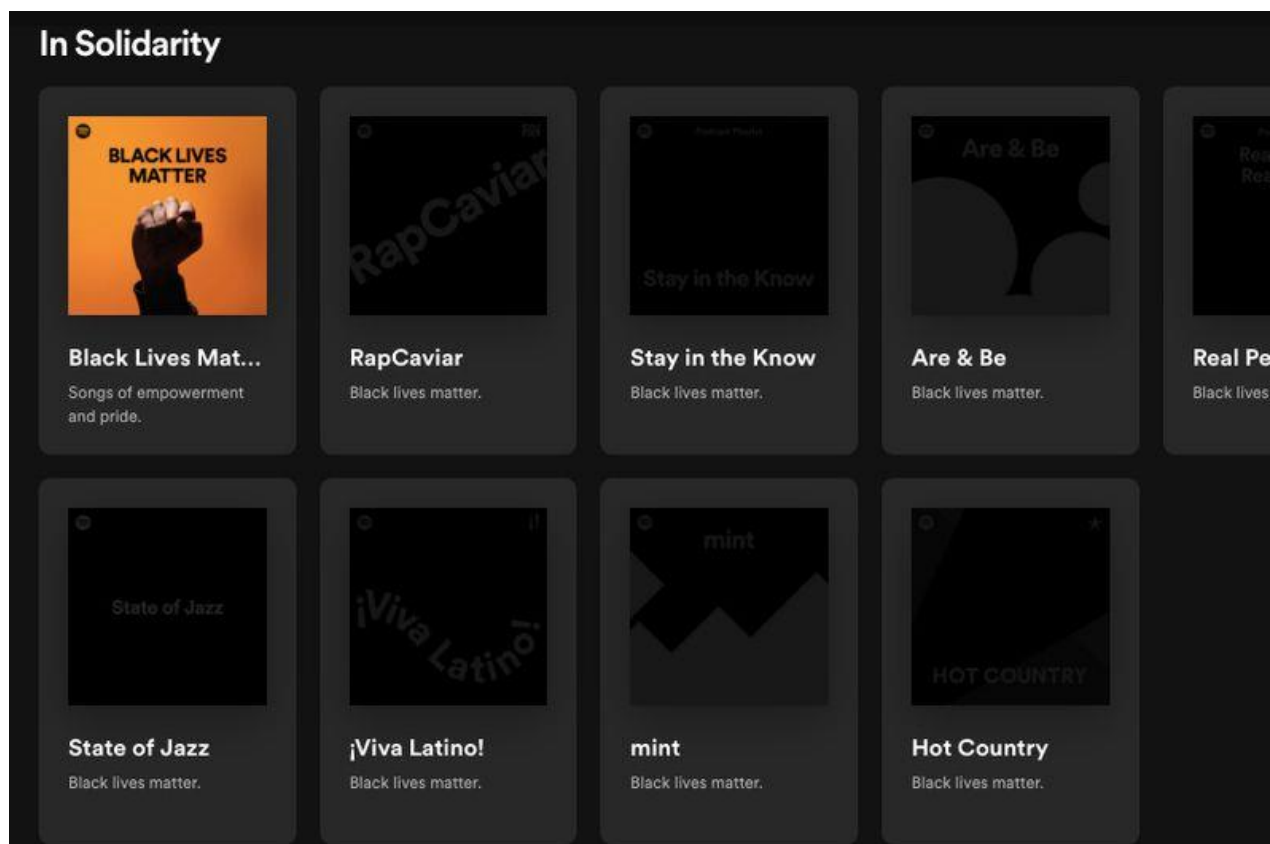 In Solidarity
BLACK LIVES
MATTER
Black Lives Mat...
Songs of empowerment
and pride.
RapCaviar
RapCaviar
Black lives matter.
Stay in the Know
Stay in the Know
Black lives matter.
Are & Be
Are & Be
Black lives matter.
Rea
Rea
Real Pe
Black lives
State of Jazz
State of Jazz
Black lives matter.
¡Viva Latino!
¡Viva Latino!
Black lives matter.
mint
mint
Black lives matter.
HOT COUNTRY
Hot Country
Black lives matter.